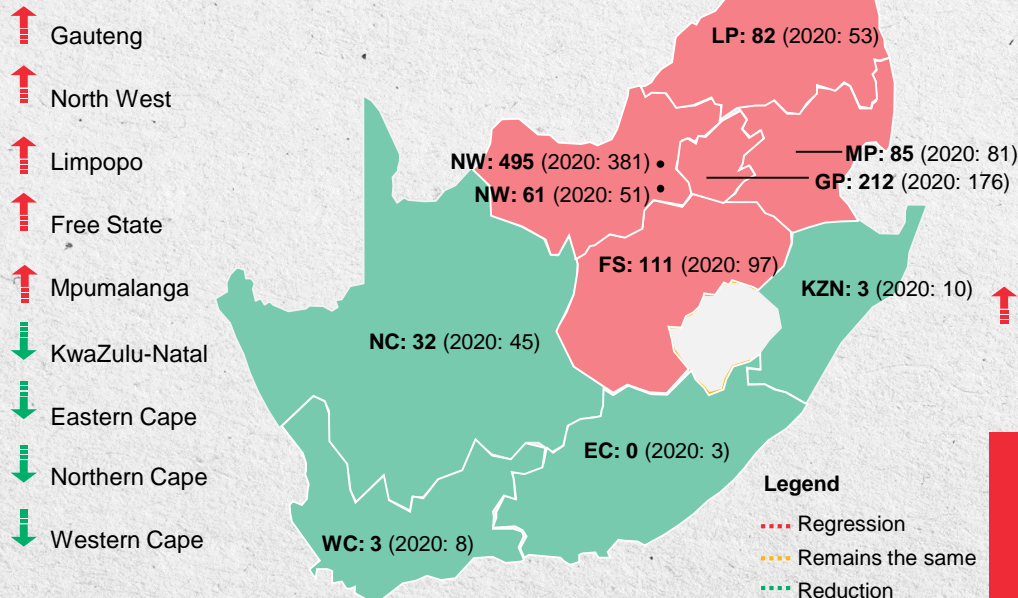 Gauteng
North West
Limpopo
Free State
Mpumalanga
KwaZulu-Natal
Eastern Cape
Northern Cape
Western Cape
LP: 82 (2020: 53)
NW: 495 (2020: 381)
MP: 85 (2020: 81)
GP: 212 (2020: 176)
NW: 61 (2020: 51)
FS: 111 (2020: 97)
KZN: 3 (2020: 10)
NC: 32 (2020: 45)
EC: 0 (2020: 3)
WC: 3 (2020: 8)
Legend
Regression
Remains the same
Reduction